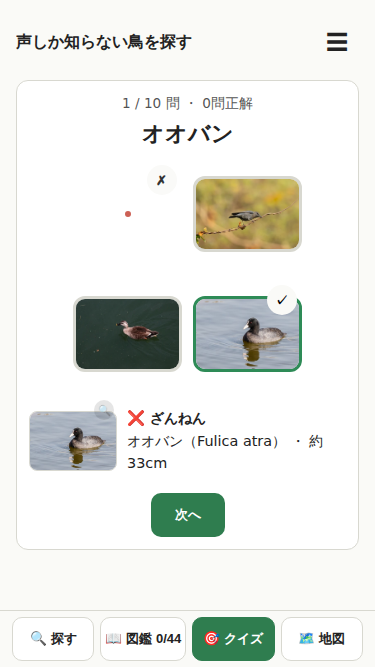 声しか知らない鳥を探す
1 / 10 問 ・ 0問正解
オオバン
✗
✓
❌ ざんねん
オオバン（Fulica atra） ・ 約
33cm
次へ
🔍 探す
📖 図鑑 0/44
🎯 クイズ
🗺️ 地図